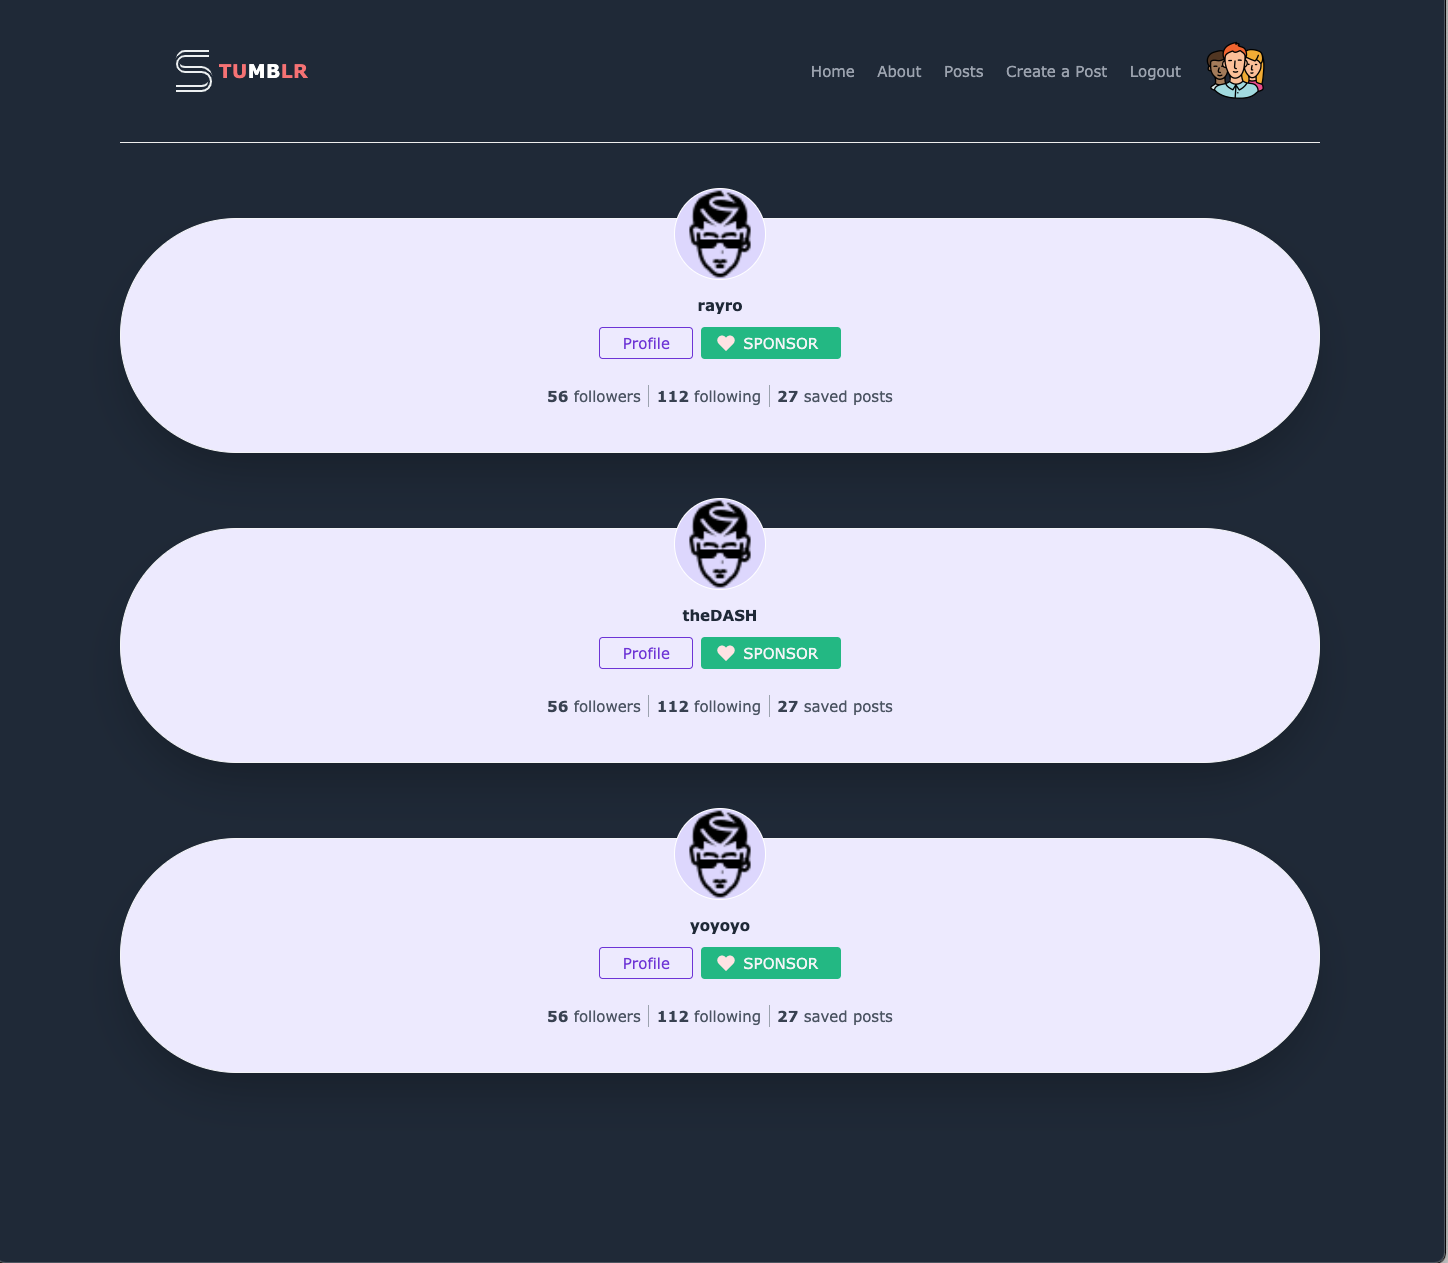 TUMBLR Home About Posts Create a Post Logout
rayro
Profile SPONSOR
56 followers 112 following 27 saved posts
theDASH
Profile SPONSOR
56 followers 112 following 27 saved posts
yoyoyo
Profile SPONSOR
56 followers 112 following 27 saved posts